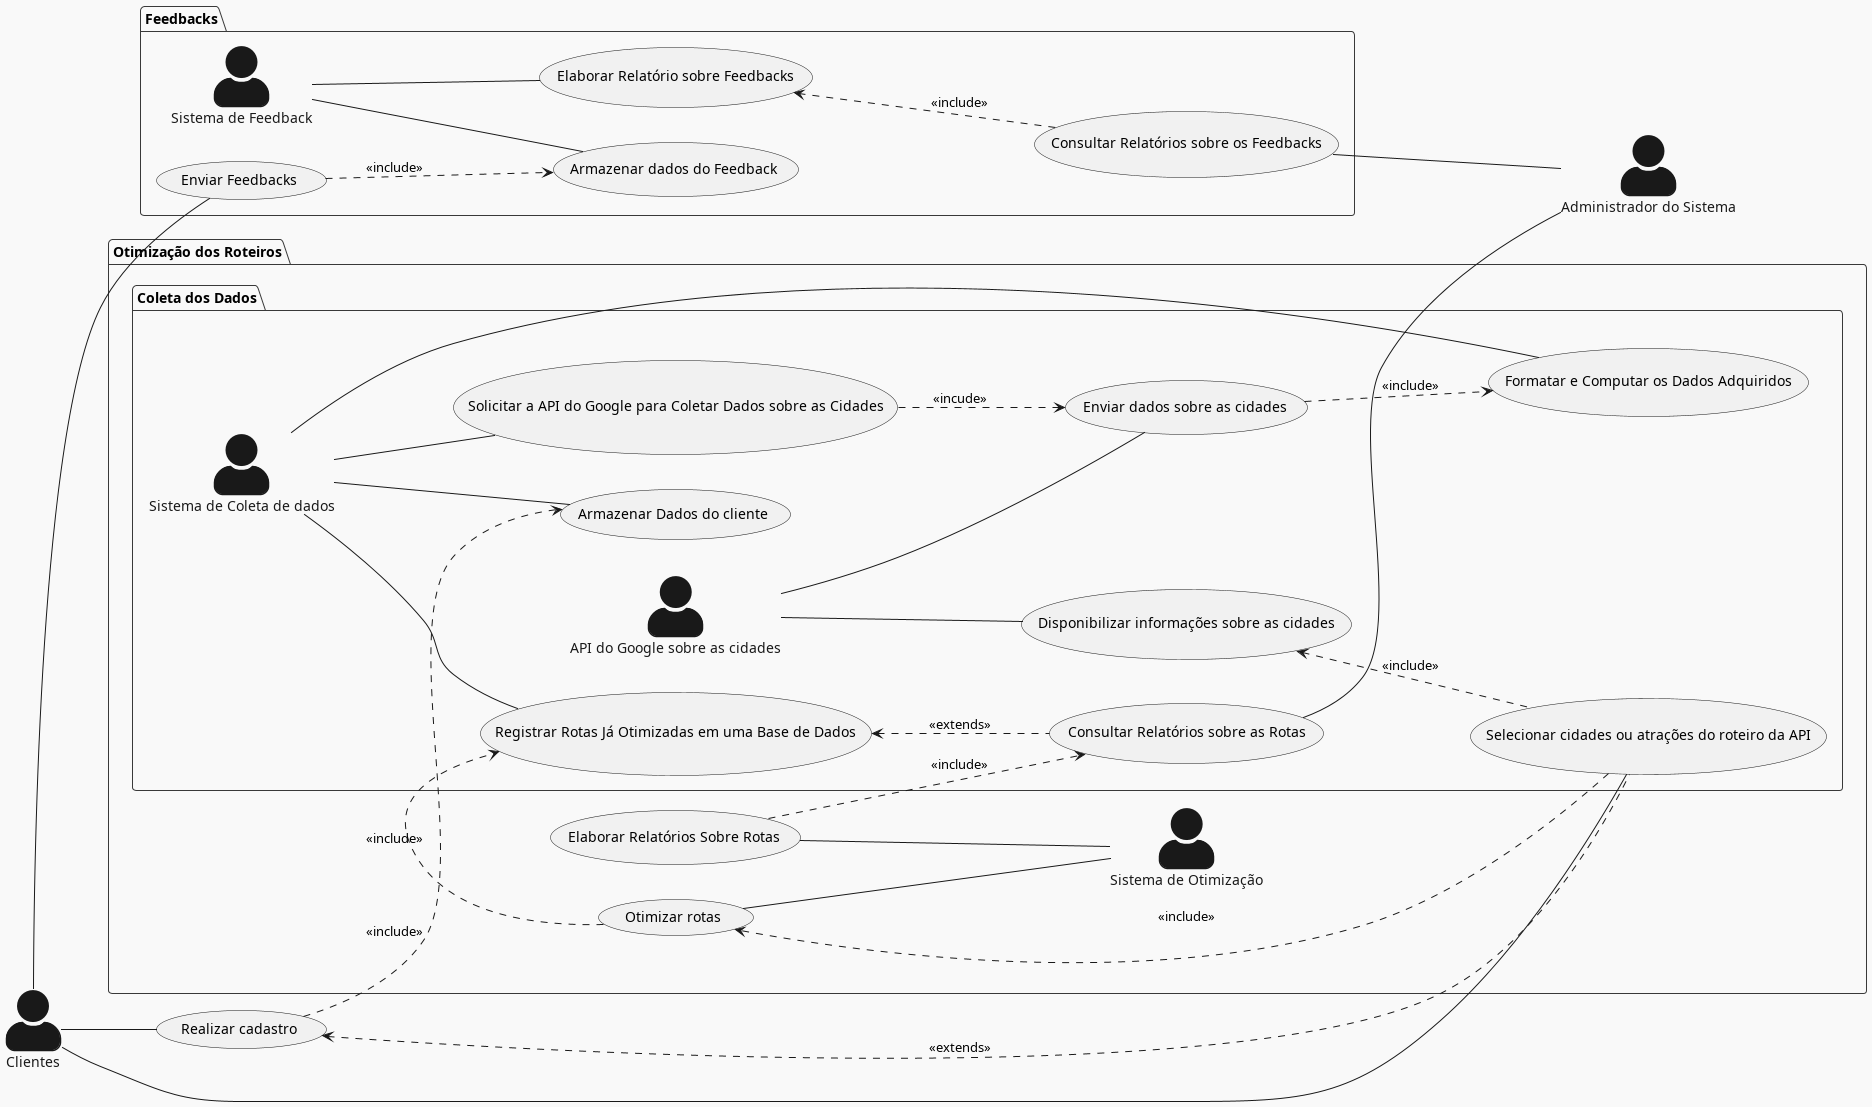 Feedbacks
Sistema de Feedback
Elaborar Relatório sobre Feedbacks
«include»
Consultar Relatórios sobre os Feedbacks
Enviar Feedbacks
«include»
Armazenar dados do Feedback
Administrador do Sistema
Otimização dos Roteiros
Coleta dos Dados
Formatar e Computar os Dados Adquiridos
«include»
Solicitar a API do Google para Coletar Dados sobre as Cidades
«incude»
Enviar dados sobre as cidades
Sistema de Coleta de dados
Armazenar Dados do cliente
API do Google sobre as cidades
Disponibilizar informações sobre as cidades
«include»
Registrar Rotas Já Otimizadas em uma Base de Dados
«extends»
Consultar Relatórios sobre as Rotas
Selecionar cidades ou atrações do roteiro da API
«include»
«include»
Elaborar Relatórios Sobre Rotas
Sistema de Otimização
Otimizar rotas
«include»
«include»
Realizar cadastro
«extends»
Clientes